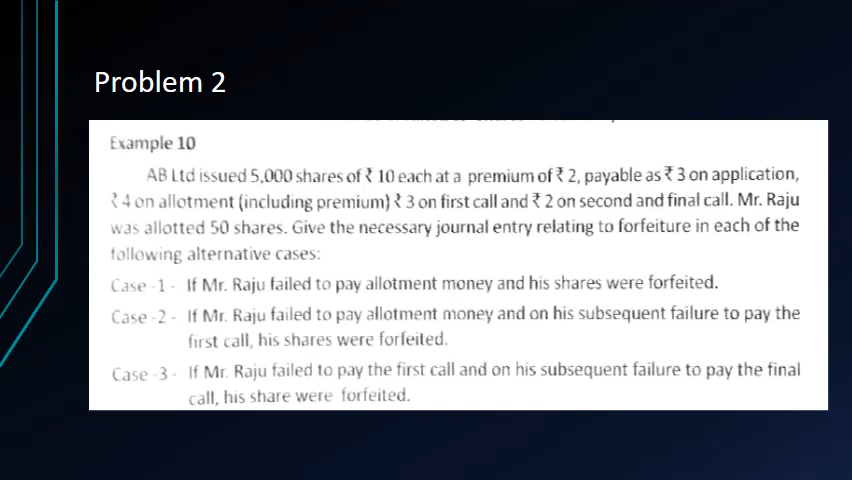 Problem 2
Example 10
AB Ltd issued 5,000 shares of ₹ 10 each at a premium of ₹ 2, payable as ₹ 3 on application,
₹ 4 on allotment (including premium) ₹ 3 on first call and ₹ 2 on second and final call. Mr. Raju
was allotted 50 shares. Give the necessary journal entry relating to forfeiture in each of the
following alternative cases:
Case -1 - If Mr. Raju failed to pay allotment money and his shares were forfeited.
Case -2 - If Mr. Raju failed to pay allotment money and on his subsequent failure to pay the
first call, his shares were forfeited.
Case -3 - If Mr. Raju failed to pay the first call and on his subsequent failure to pay the final
call, his share were forfeited.